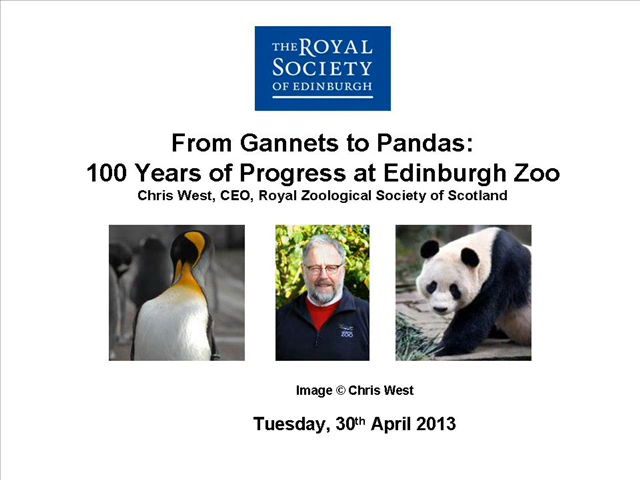 THE ROYAL
SOCIETY
OF EDINBURGH
From Gannets to Pandas:
100 Years of Progress at Edinburgh Zoo
Chris West, CEO, Royal Zoological Society of Scotland
ZOO
Image © Chris West
Tuesday, 30th April 2013